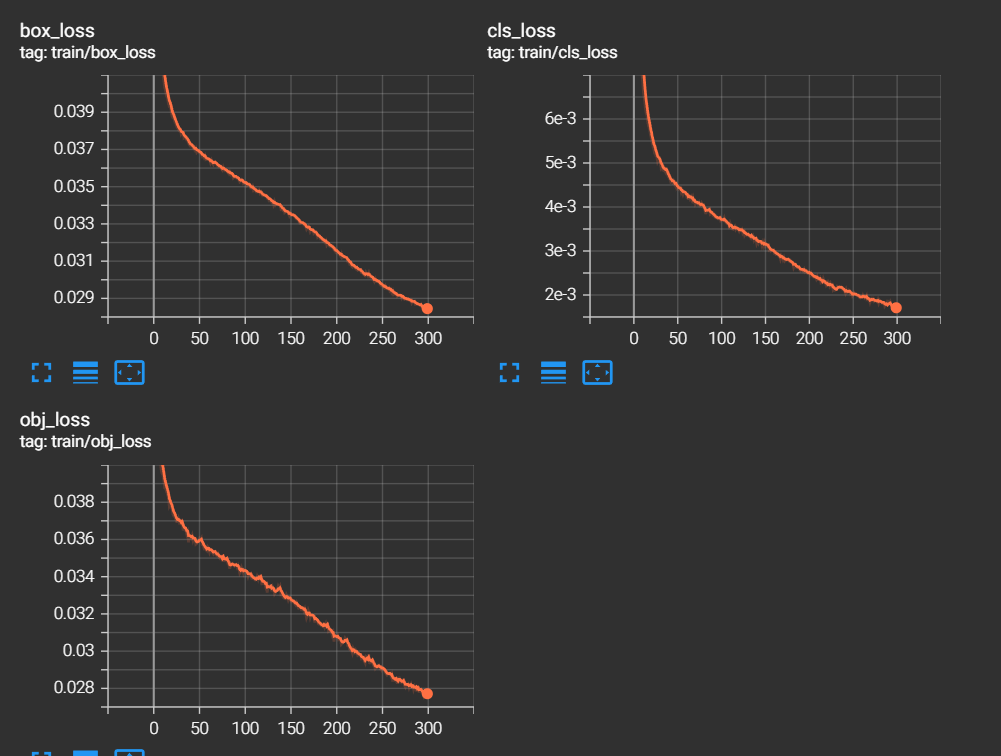 box_loss
tag: train/box_loss
0.039
0.037
0.035
0.033
0.031
0.029
0 50 100 150 200 250 300
cls_loss
tag: train/cls_loss
6e-3
5e-3
4e-3
3e-3
2e-3
0 50 100 150 200 250 300
obj_loss
tag: train/obj_loss
0.038
0.036
0.034
0.032
0.03
0.028
0 50 100 150 200 250 300